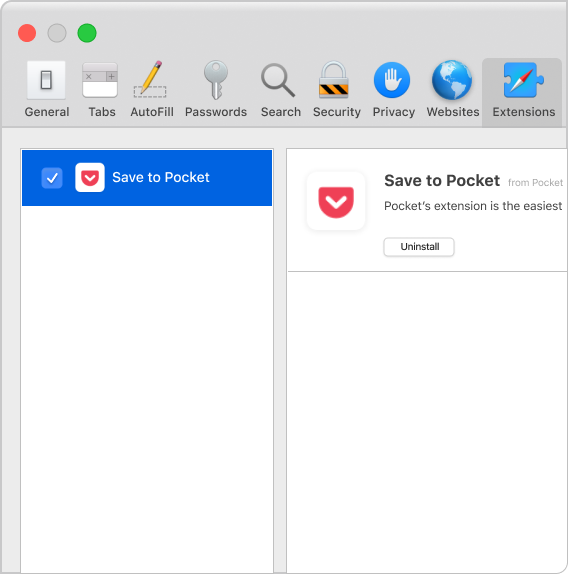 General Tabs AutoFill Passwords Search Security Privacy Websites Extensions
Save to Pocket
Save to Pocket from Pocket
Pocket’s extension is the easiest
Uninstall